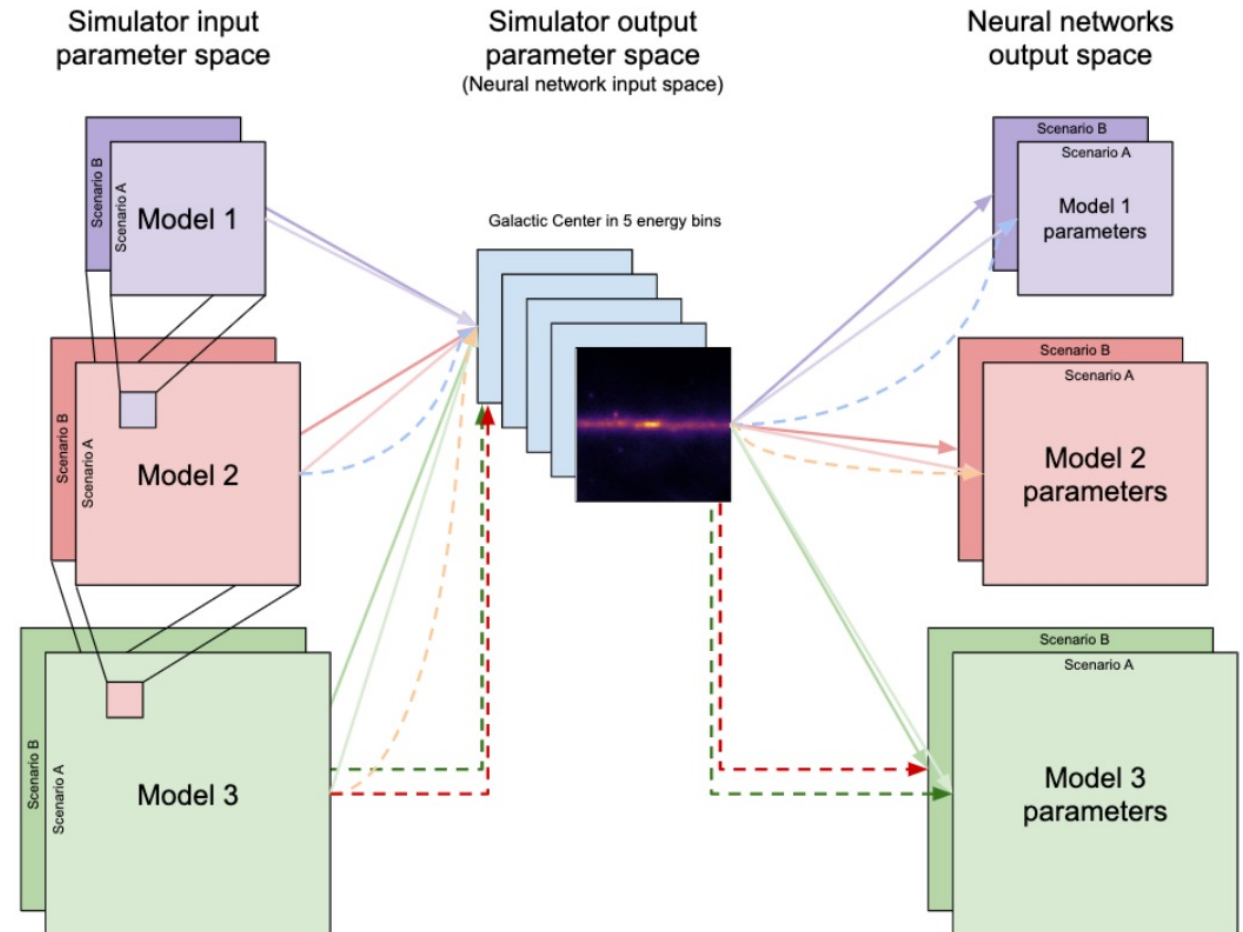 Simulator input
parameter space
Simulator output
parameter space
(Neural network input space)
Neural networks
output space
Scenario B
Scenario A
Model 1
Scenario B
Scenario A
Model 2
Scenario B
Scenario A
Model 3
Galactic Center in 5 energy bins
Scenario B
Scenario A
Model 1
parameters
Scenario B
Scenario A
Model 2
parameters
Scenario B
Scenario A
Model 3
parameters